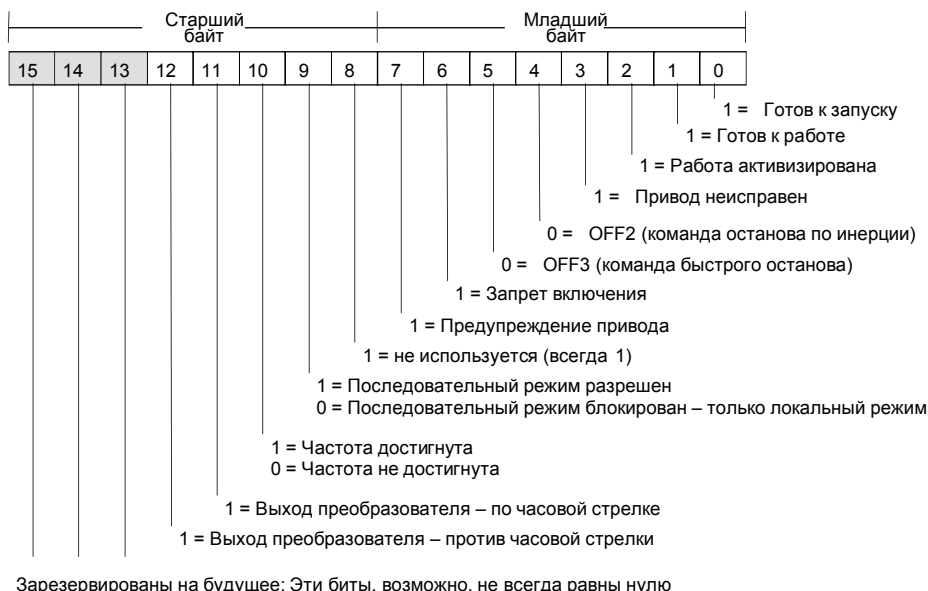 Старший Младший
байт байт
15 14 13 12 11 10 9 8 7 6 5 4 3 2 1 0
1 = Готов к запуску
1 = Готов к работе
1 = Работа активизирована
1 = Привод неисправен
0 = OFF2 (команда останова по инерции)
0 = OFF3 (команда быстрого останова)
1 = Запрет включения
1 = Предупреждение привода
1 = не используется (всегда 1)
1 = Последовательный режим разрешен
0 = Последовательный режим блокирован – только локальный режим
1 = Частота достигнута
0 = Частота не достигнута
1 = Выход преобразователя – по часовой стрелке
1 = Выход преобразователя – против часовой стрелки
Зарезервированы на будущее: Эти биты, возможно, не всегда равны нулю